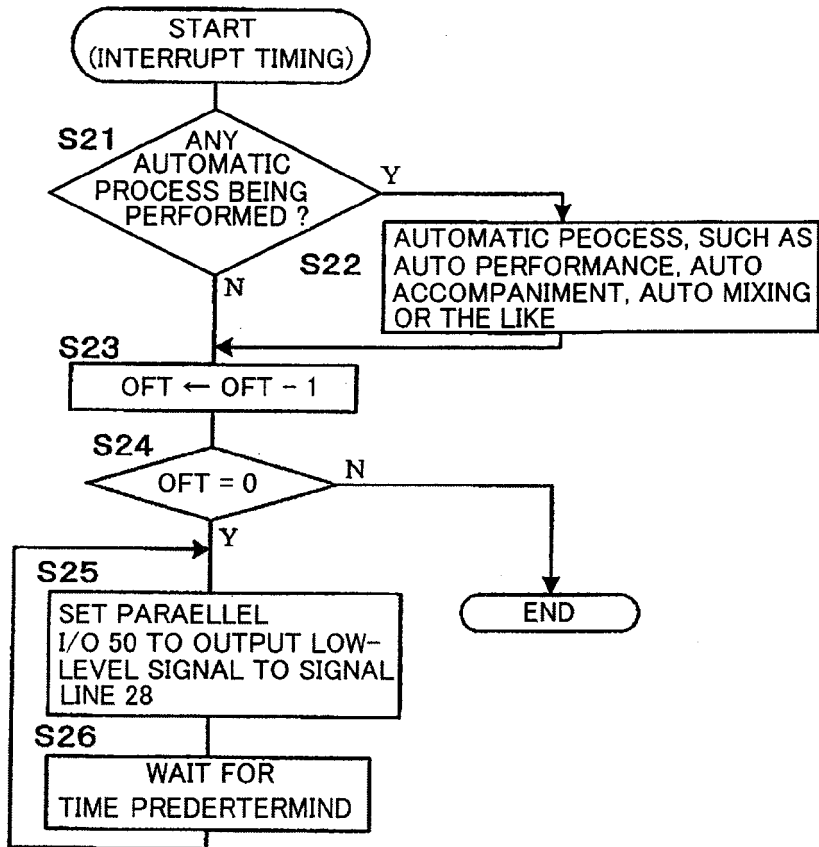 START
(INTERRUPT TIMING)
S21
ANY
AUTOMATIC
PROCESS BEING
PERFORMED ?
Y
N
S22
AUTOMATIC PEOCESS, SUCH AS
AUTO PERFORMANCE, AUTO
ACCOMPANIMENT, AUTO MIXING
OR THE LIKE
S23
OFT ← OFT − 1
S24
OFT = 0
N
Y
S25
SET PARAELLEL
I/O 50 TO OUTPUT LOW-
LEVEL SIGNAL TO SIGNAL
LINE 28
END
S26
WAIT FOR
TIME PREDERTERMIND